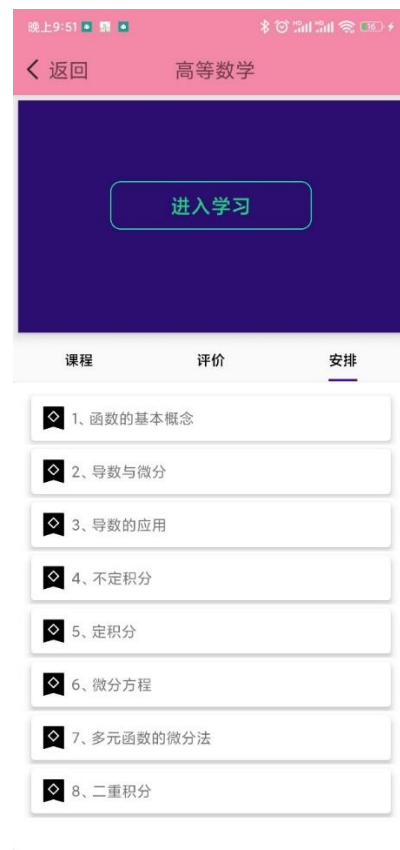 晚上9:51
返回 高等数学
进入学习
课程 评价 安排
1、函数的基本概念
2、导数与微分
3、导数的应用
4、不定积分
5、定积分
6、微分方程
7、多元函数的微分法
8、二重积分